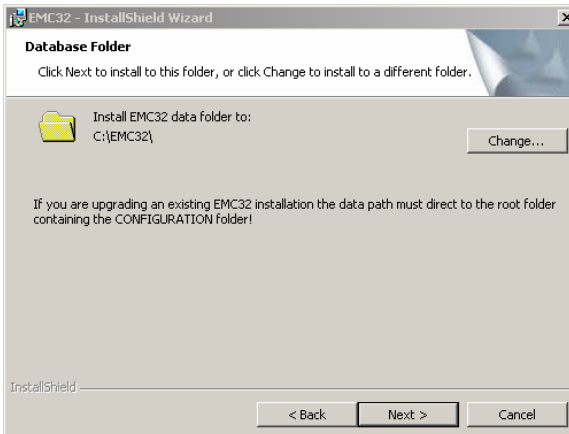 EMC32 - InstallShield Wizard
Database Folder
Click Next to install to this folder, or click Change to install to a different folder.
Install EMC32 data folder to:
C:\EMC32\
Change...
If you are upgrading an existing EMC32 installation the data path must direct to the root folder
containing the CONFIGURATION folder!
InstallShield
< Back
Next >
Cancel